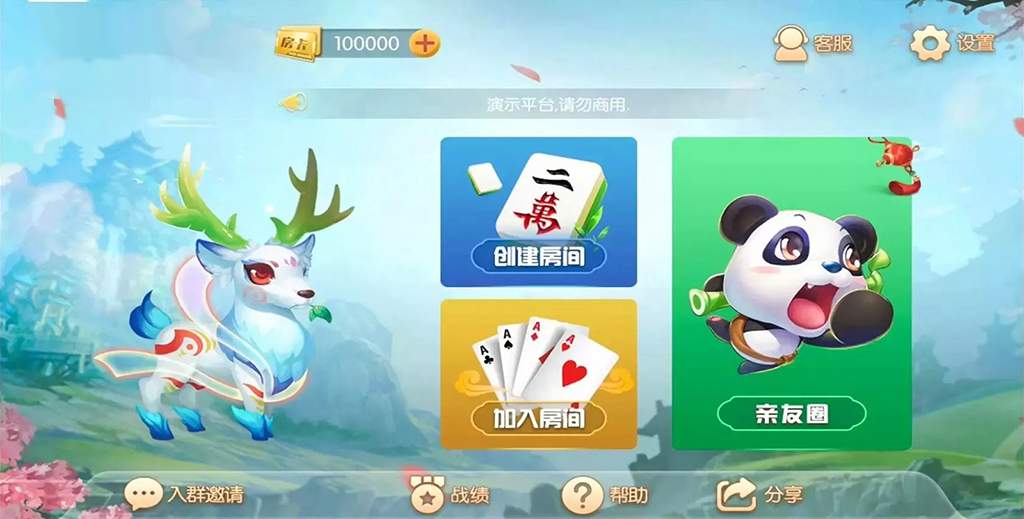 房卡
100000
客服
设置
演示平台,请勿商用.
二
萬
创建房间
A
A
A
A
加入房间
亲友圈
入群邀请
战绩
帮助
分享